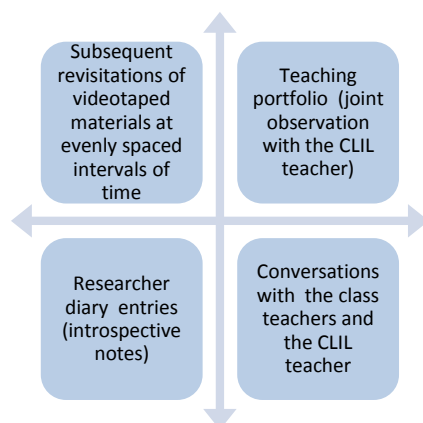 Subsequent
revisitations of
videotaped
materials at
evenly spaced
intervals of
time
Teaching
portfolio (joint
observation
with the CLIL
teacher)
Researcher
diary entries
(introspective
notes)
Conversations
with the class
teachers and
the CLIL
teacher